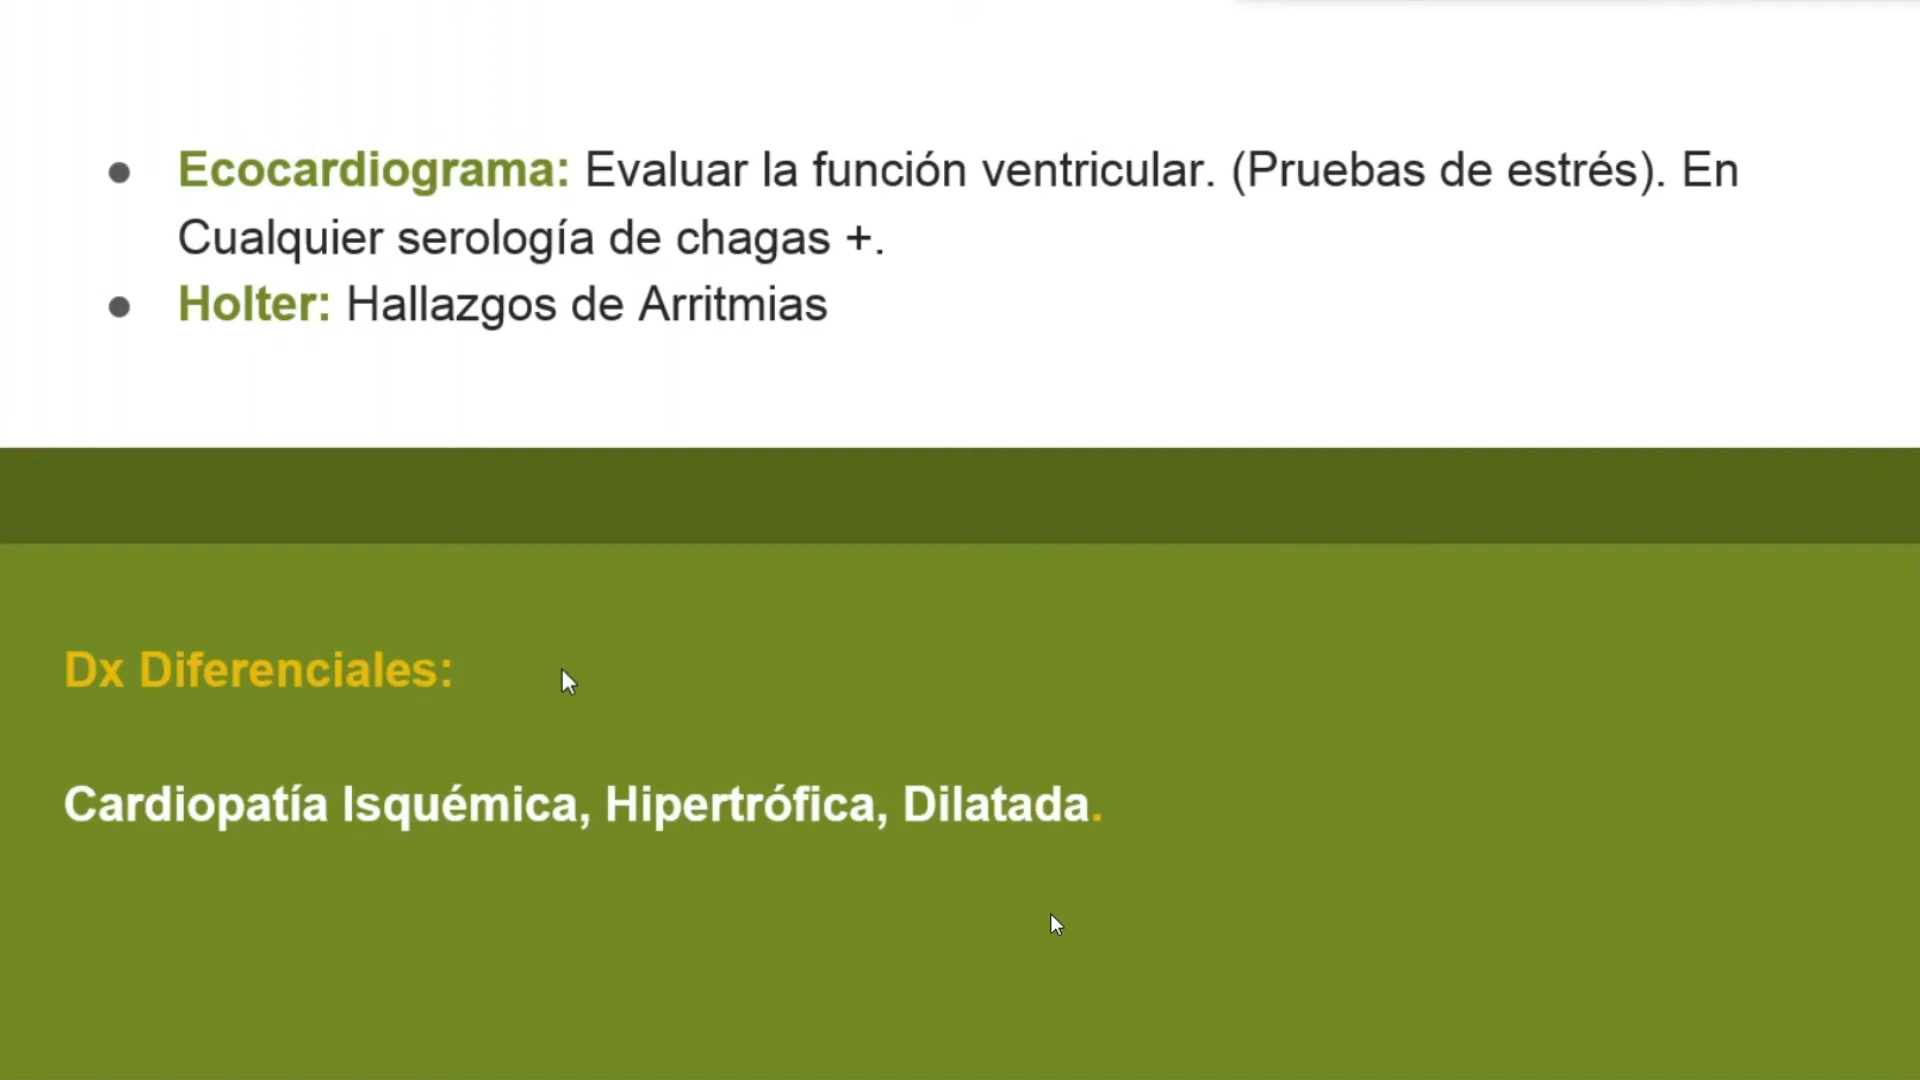 ● Ecocardiograma: Evaluar la función ventricular. (Pruebas de estrés). En
Cualquier serología de chagas +.
● Holter: Hallazgos de Arritmias
Dx Diferenciales:
Cardiopatía Isquémica, Hipertrófica, Dilatada.